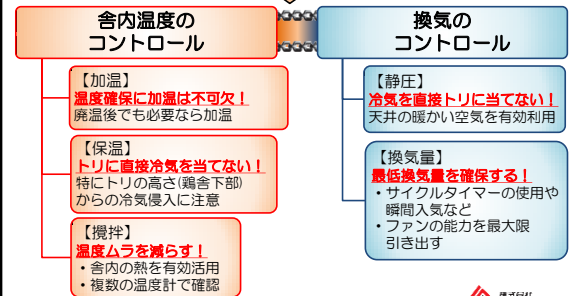 舎内温度の
コントロール
【加温】
温度確保に加温は不可欠！
廃温後でも必要なら加温
【保温】
トリに直接冷気を当てない！
特にトリの高さ(鶏舎下部)
からの冷気侵入に注意
【攪拌】
温度ムラを減らす！
・舎内の熱を有効活用
・複数の温度計で確認
換気の
コントロール
【静圧】
冷気を直接トリに当てない！
天井の暖かい空気を有効利用
【換気量】
最低換気量を確保する！
・サイクルタイマーの使用や
瞬間入気など
・ファンの能力を最大限
引き出す